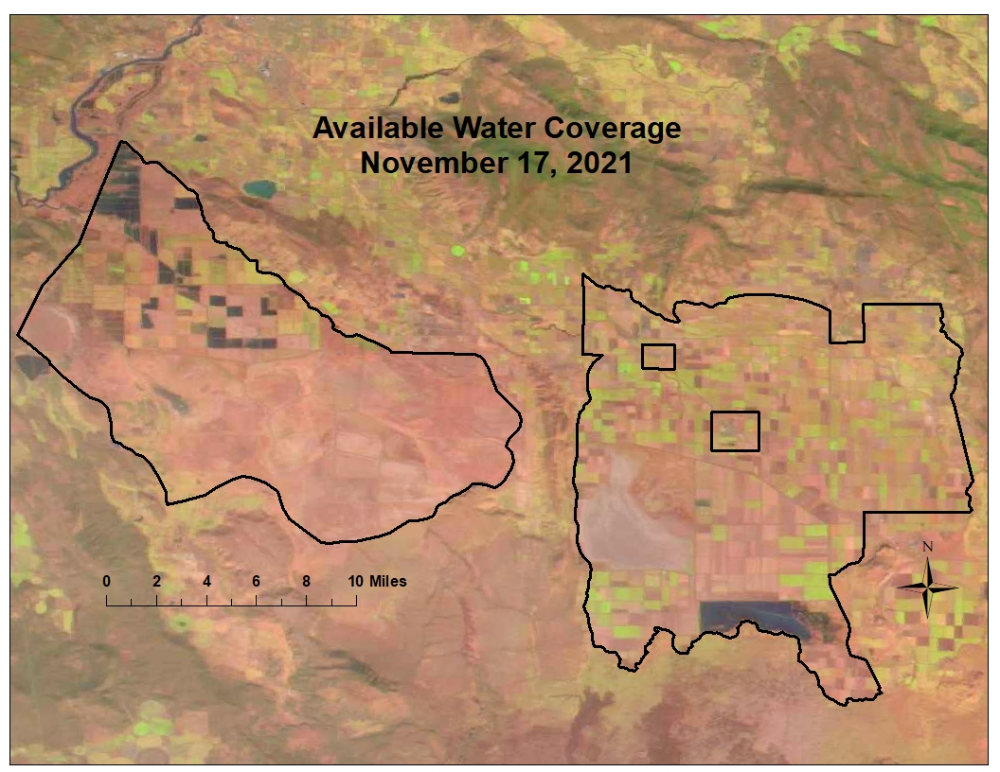 Available Water Coverage
November 17, 2021
0 2 4 6 8 10 Miles
N